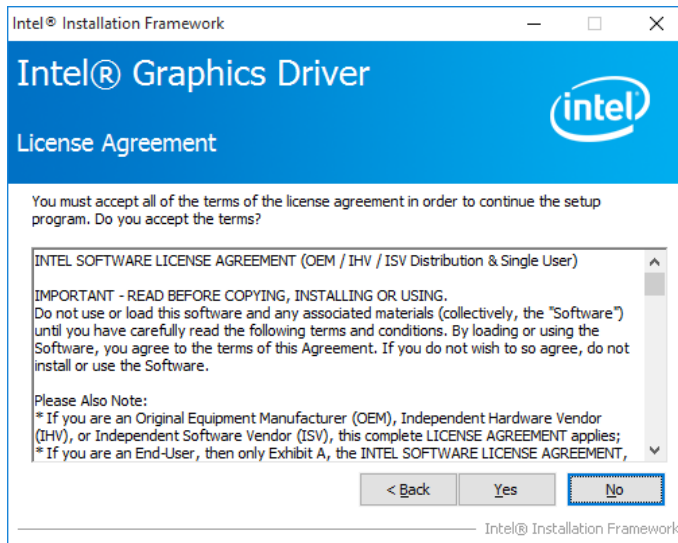 Intel® Installation Framework
Intel® Graphics Driver
intel
License Agreement
You must accept all of the terms of the license agreement in order to continue the setup
program. Do you accept the terms?
INTEL SOFTWARE LICENSE AGREEMENT (OEM / IHV / ISV Distribution & Single User)
IMPORTANT - READ BEFORE COPYING, INSTALLING OR USING.
Do not use or load this software and any associated materials (collectively, the "Software")
until you have carefully read the following terms and conditions. By loading or using the
Software, you agree to the terms of this Agreement. If you do not wish to so agree, do not
install or use the Software.
Please Also Note:
* If you are an Original Equipment Manufacturer (OEM), Independent Hardware Vendor
(IHV), or Independent Software Vendor (ISV), this complete LICENSE AGREEMENT applies;
* If you are an End-User, then only Exhibit A, the INTEL SOFTWARE LICENSE AGREEMENT,
< Back Yes No
Intel® Installation Framework